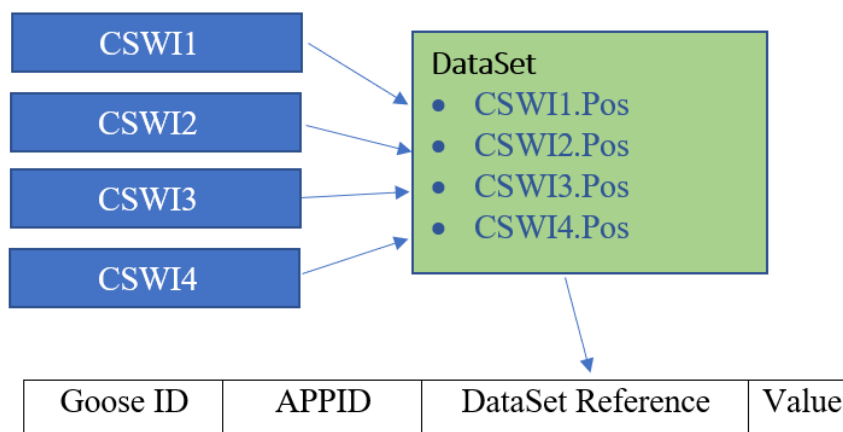 CSWI1
CSWI2
CSWI3
CSWI4
DataSet
• CSWI1.Pos
• CSWI2.Pos
• CSWI3.Pos
• CSWI4.Pos
Goose ID APPID DataSet Reference Value